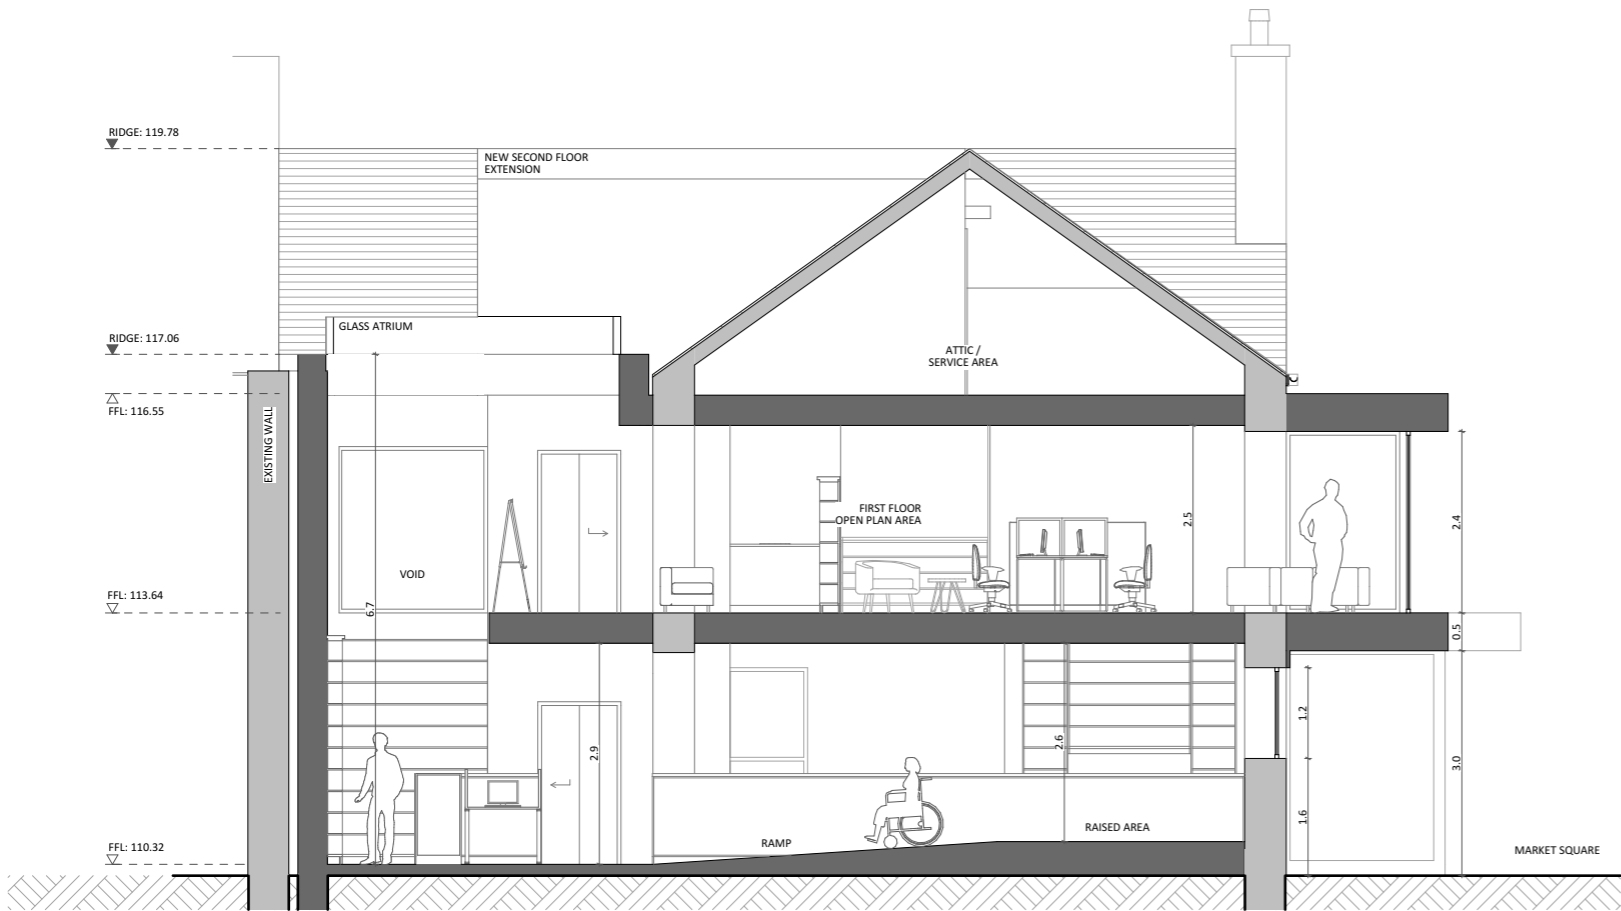 RIDGE: 119.78
NEW SECOND FLOOR
EXTENSION
GLASS ATRIUM
RIDGE: 117.06
ATTIC /
SERVICE AREA
FFL: 116.55
EXISTING WALL
FIRST FLOOR
OPEN PLAN AREA
2.5
2.4
VOID
FFL: 113.64
6.7
0.5
2.9
2.6
1.2
3.0
1.6
RAMP
RAISED AREA
FFL: 110.32
MARKET SQUARE